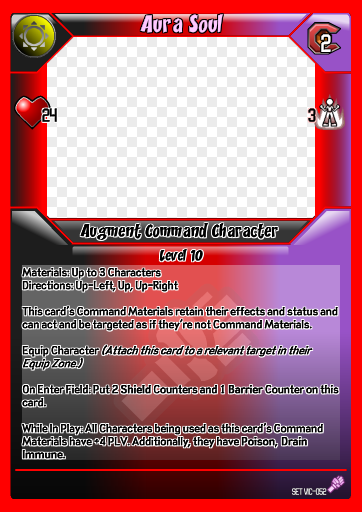 Aura Soul
2
24
3
Augment Command Character
Level 10
Materials: Up to 3 Characters
Directions: Up-Left, Up, Up-Right
This card's Command Materials retain their effects and status and
can act and be targeted as if they're not Command Materials.
Equip Character (Attach this card to a relevant target in their
Equip Zone.)
On Enter Field: Put 2 Shield Counters and 1 Barrier Counter on this
card.
While In Play: All Characters being used as this card's Command
Materials have +4 PLV. Additionally, they have Poison, Drain
Immune.
SET VIC-052